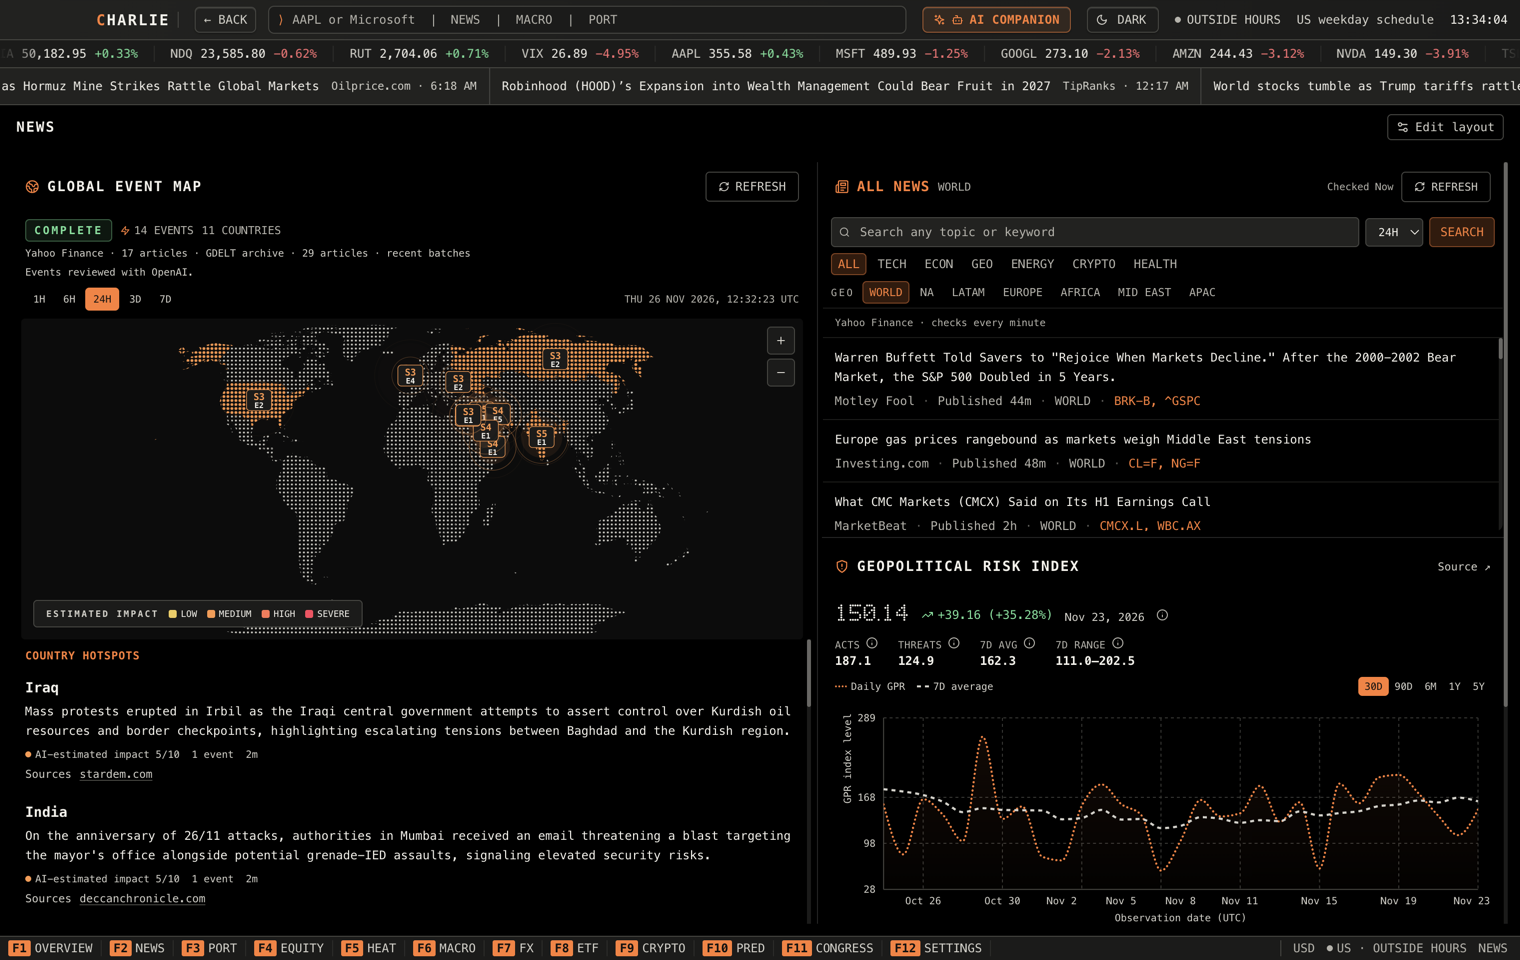 CHARLIE
← BACK
⟩ AAPL or Microsoft | NEWS | MACRO | PORT
AI COMPANION
DARK
OUTSIDE HOURS US weekday schedule 13:34:04
50,182.95 +0.33% NDQ 23,585.80 −0.62% RUT 2,704.06 +0.71% VIX 26.89 −4.95% AAPL 355.58 +0.43% MSFT 489.93 −1.25% GOOGL 273.10 −2.13% AMZN 244.43 −3.12% NVDA 149.30 −3.91%
as Hormuz Mine Strikes Rattle Global Markets Oilprice.com · 6:18 AM
Robinhood (HOOD)’s Expansion into Wealth Management Could Bear Fruit in 2027 TipRanks · 12:17 AM
World stocks tumble as Trump tariffs rattle
NEWS
Edit layout
GLOBAL EVENT MAP
REFRESH
COMPLETE 14 EVENTS 11 COUNTRIES
Yahoo Finance · 17 articles · GDELT archive · 29 articles · recent batches
Events reviewed with OpenAI.
1H 6H 24H 3D 7D
THU 26 NOV 2026, 12:32:23 UTC
+
−
S3
E2
S3
E4
S3
E2
S3
E2
S3
E1
S4
E5
S4
E1
S4
E1
S5
E1
ESTIMATED IMPACT LOW MEDIUM HIGH SEVERE
COUNTRY HOTSPOTS
Iraq
Mass protests erupted in Irbil as the Iraqi central government attempts to assert control over Kurdish oil
resources and border checkpoints, highlighting escalating tensions between Baghdad and the Kurdish region.
AI-estimated impact 5/10 1 event 2m
Sources stardem.com
India
On the anniversary of 26/11 attacks, authorities in Mumbai received an email threatening a blast targeting
the mayor's office alongside potential grenade-IED assaults, signaling elevated security risks.
AI-estimated impact 5/10 1 event 2m
Sources deccanchronicle.com
ALL NEWS WORLD
Checked Now
REFRESH
Search any topic or keyword
24H
SEARCH
ALL TECH ECON GEO ENERGY CRYPTO HEALTH
GEO WORLD NA LATAM EUROPE AFRICA MID EAST APAC
Yahoo Finance · checks every minute
Warren Buffett Told Savers to "Rejoice When Markets Decline." After the 2000-2002 Bear
Market, the S&P 500 Doubled in 5 Years.
Motley Fool · Published 44m · WORLD · BRK-B, ^GSPC
Europe gas prices rangebound as markets weigh Middle East tensions
Investing.com · Published 48m · WORLD · CL=F, NG=F
What CMC Markets (CMCX) Said on Its H1 Earnings Call
MarketBeat · Published 2h · WORLD · CMCX.L, WBC.AX
GEOPOLITICAL RISK INDEX
Source ↗
150.14 +39.16 (+35.28%) Nov 23, 2026
ACTS THREATS 7D AVG 7D RANGE
187.1 124.9 162.3 111.0–202.5
Daily GPR 7D average
30D 90D 6M 1Y 5Y
GPR index level
289
168
98
28
Oct 26 Oct 30 Nov 2 Nov 5 Nov 8 Nov 11 Nov 15 Nov 19 Nov 23
Observation date (UTC)
F1 OVERVIEW F2 NEWS F3 PORT F4 EQUITY F5 HEAT F6 MACRO F7 FX F8 ETF F9 CRYPTO F10 PRED F11 CONGRESS F12 SETTINGS
USD US · OUTSIDE HOURS NEWS